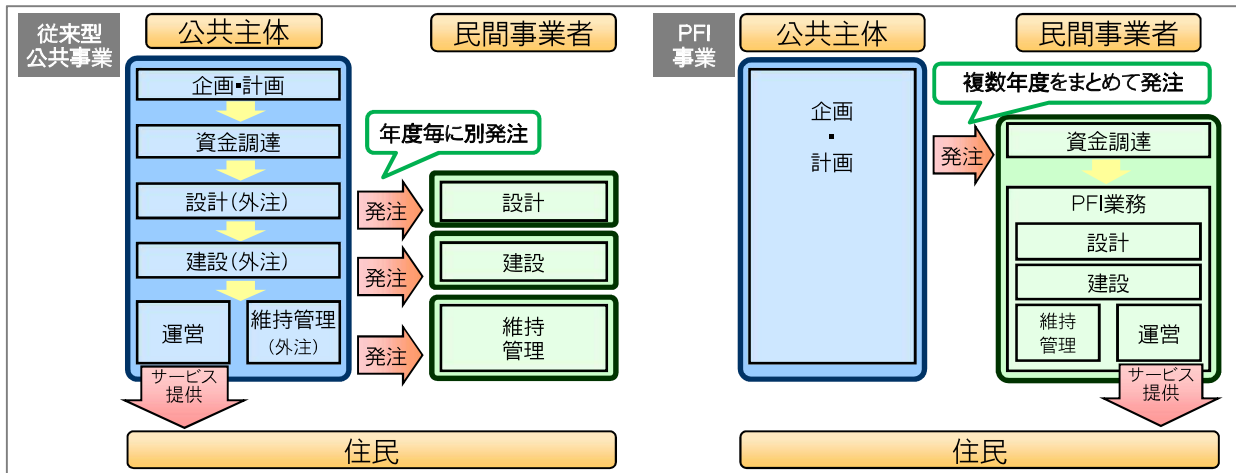 従来型
公共事業
公共主体
民間事業者
企画・計画
資金調達
設計(外注)
建設(外注)
運営
維持管理
(外注)
年度毎に別発注
発注
設計
発注
建設
発注
維持
管理
サービス
提供
住民
PFI
事業
公共主体
民間事業者
企画
・
計画
複数年度をまとめて発注
発注
資金調達
PFI業務
設計
建設
維持
管理
運営
サービス
提供
住民